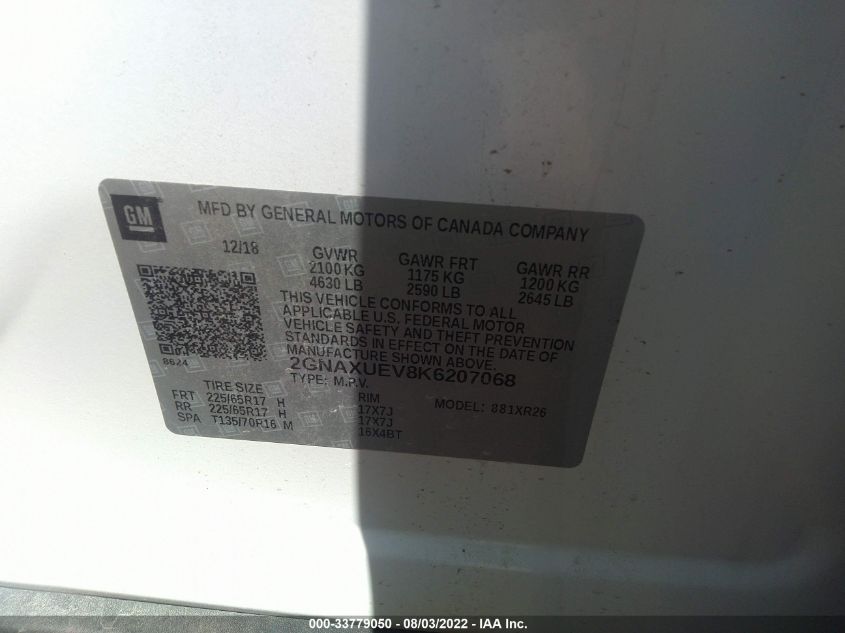 GM
MFD BY GENERAL MOTORS OF CANADA COMPANY
12/18 GVWR GAWR FRT GAWR RR
2100 KG 1175 KG 1200 KG
4630 LB 2590 LB 2645 LB
THIS VEHICLE CONFORMS TO ALL
APPLICABLE U.S. FEDERAL MOTOR
VEHICLE SAFETY AND THEFT PREVENTION
STANDARDS IN EFFECT ON THE DATE OF
MANUFACTURE SHOWN ABOVE.
8624
2GNAXUEV8K6207068
TYPE: M.P.V.
MODEL: 881XR26
TIRE SIZE RIM
FRT 225/65R17 H 17X7J
RR 225/65R17 H 17X7J
SPA T135/70R16 M 16X4BT
000-33779050 - 08/03/2022 - IAA Inc.